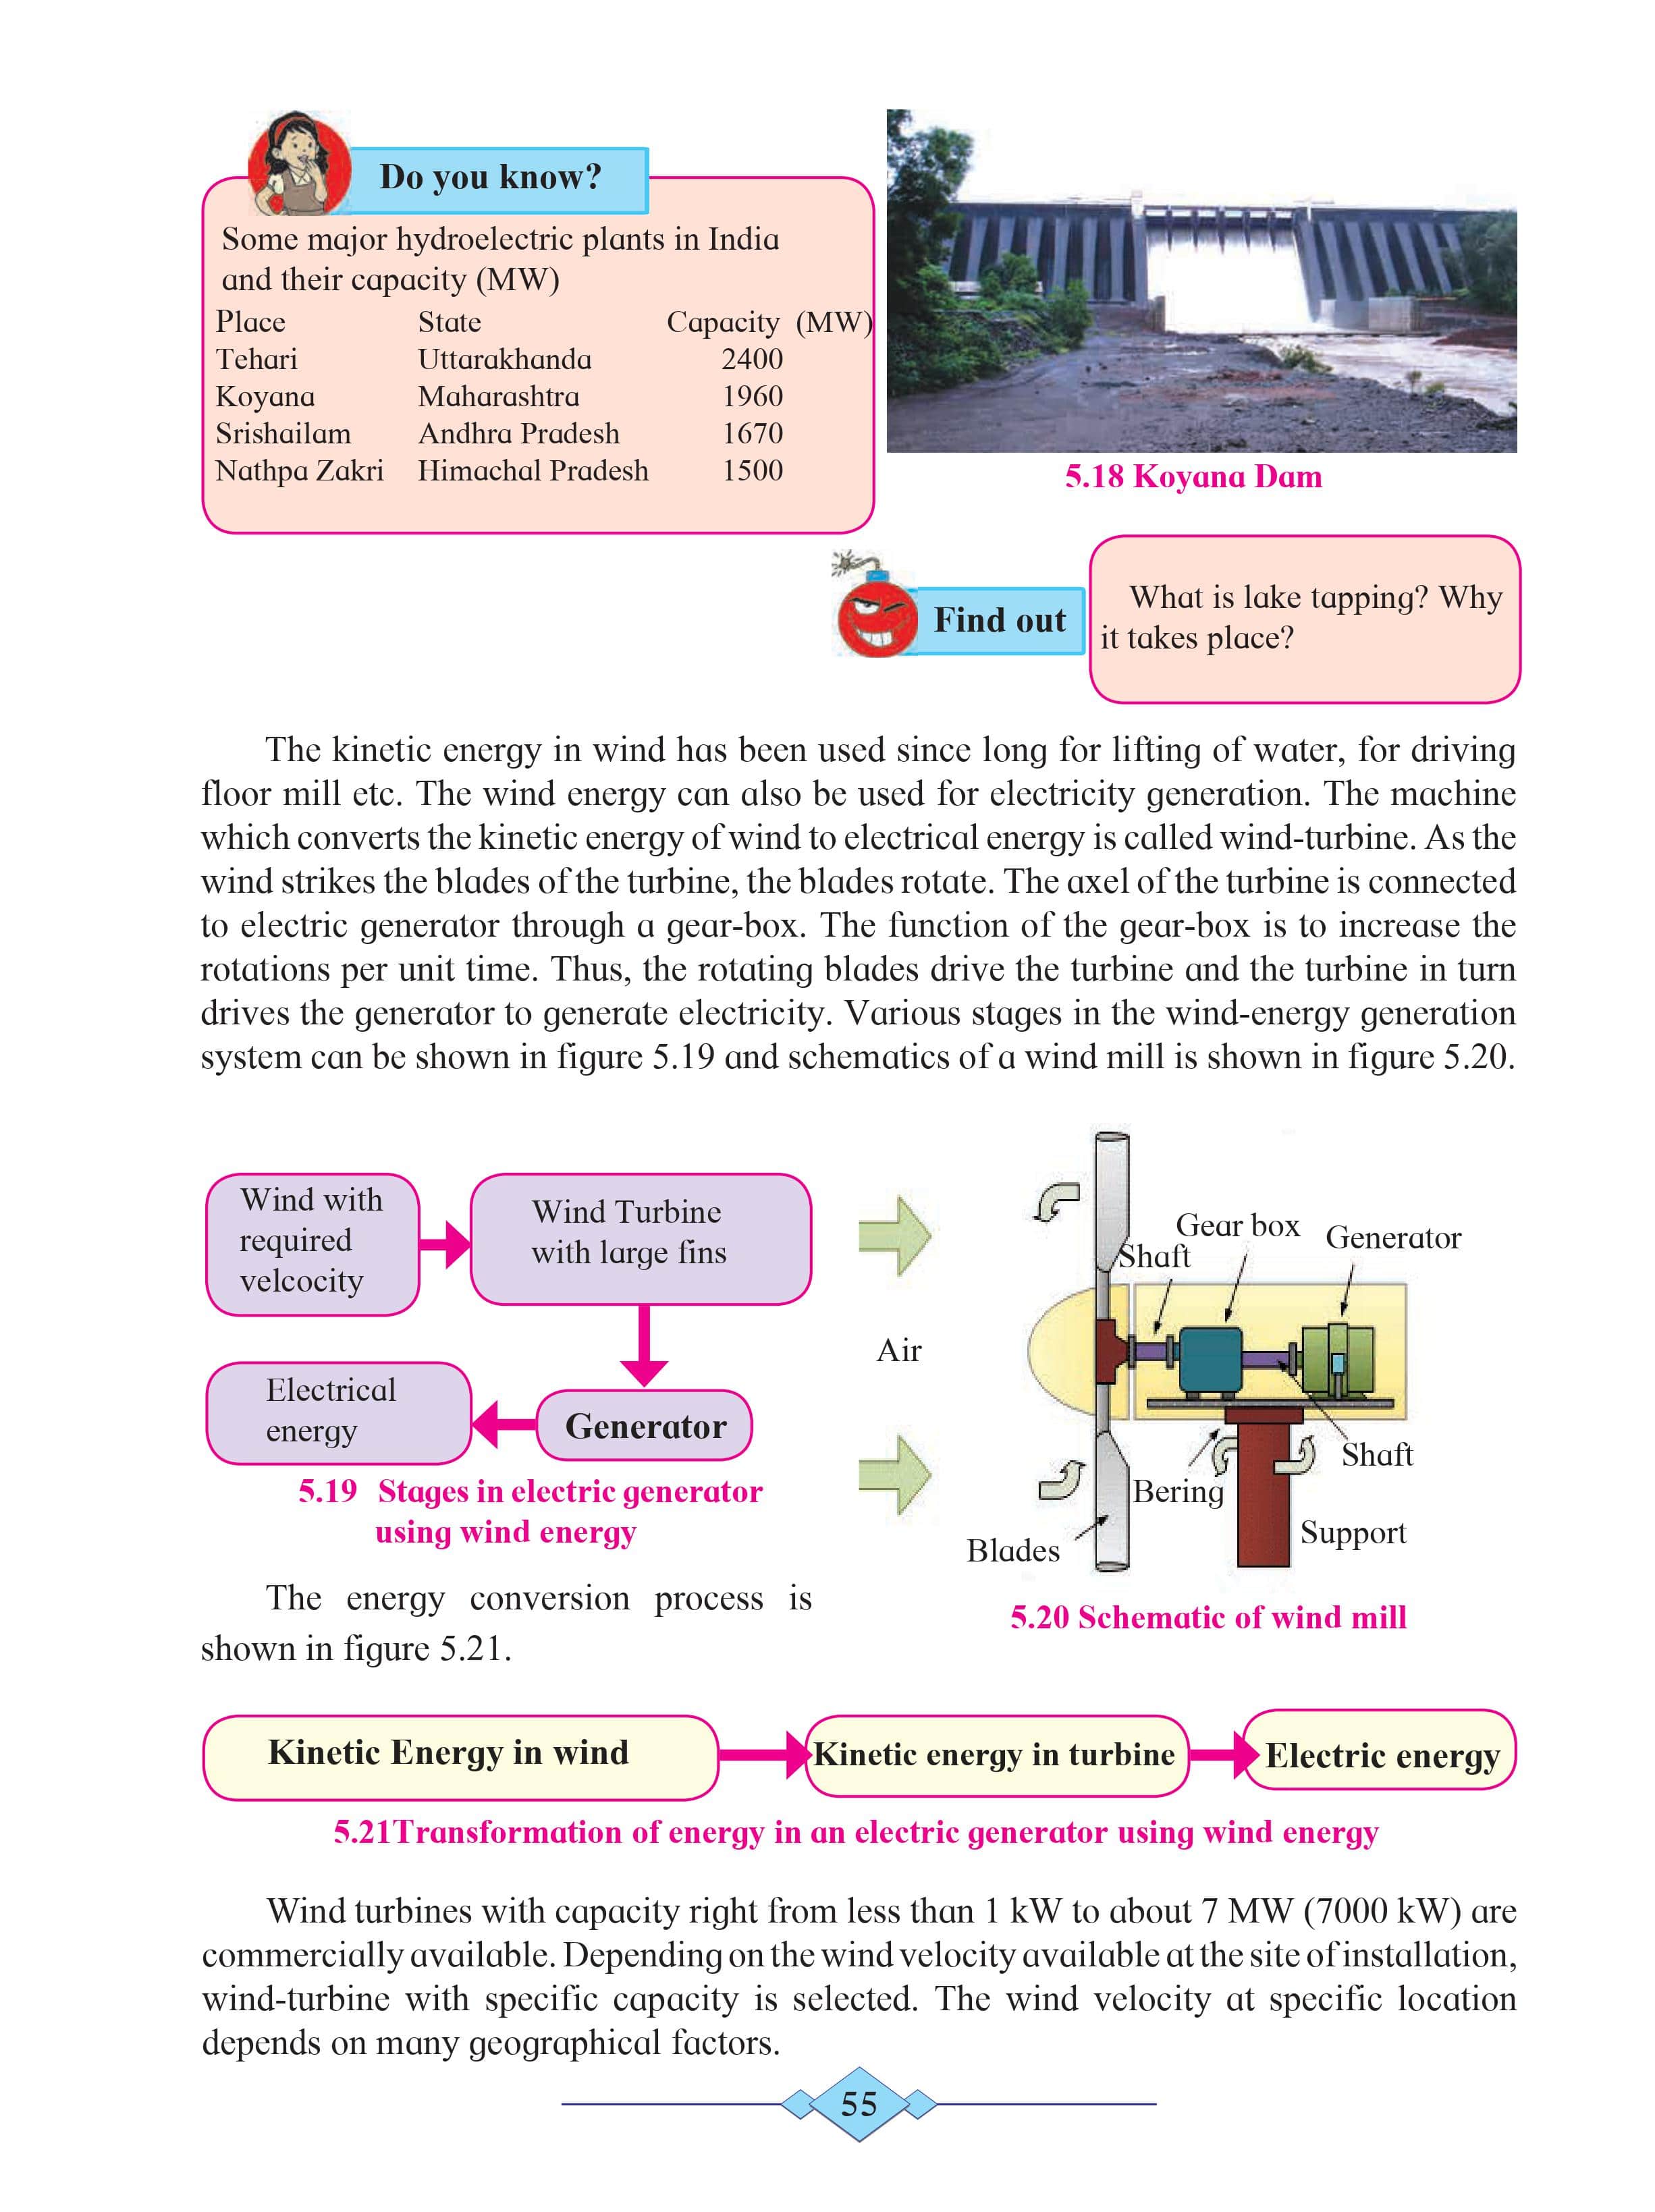 Do you know?
Some major hydroelectric plants in India
and their capacity (MW)
Place State Capacity (MW)
Tehari Uttarakhanda 2400
Koyana Maharashtra 1960
Srishailam Andhra Pradesh 1670
Nathpa Zakri Himachal Pradesh 1500
5.18 Koyana Dam
Find out
What is lake tapping? Why
it takes place?
The kinetic energy in wind has been used since long for lifting of water, for driving
floor mill etc. The wind energy can also be used for electricity generation. The machine
which converts the kinetic energy of wind to electrical energy is called wind-turbine. As the
wind strikes the blades of the turbine, the blades rotate. The axel of the turbine is connected
to electric generator through a gear-box. The function of the gear-box is to increase the
rotations per unit time. Thus, the rotating blades drive the turbine and the turbine in turn
drives the generator to generate electricity. Various stages in the wind-energy generation
system can be shown in figure 5.19 and schematics of a wind mill is shown in figure 5.20.
Wind with
required
velcocity
Wind Turbine
with large fins
Electrical
energy
Generator
5.19 Stages in electric generator
using wind energy
Air
Shaft
Gear box
Generator
Shaft
Bering
Support
Blades
5.20 Schematic of wind mill
The energy conversion process is
shown in figure 5.21.
Kinetic Energy in wind
Kinetic energy in turbine
Electric energy
5.21Transformation of energy in an electric generator using wind energy
Wind turbines with capacity right from less than 1 kW to about 7 MW (7000 kW) are
commercially available. Depending on the wind velocity available at the site of installation,
wind-turbine with specific capacity is selected. The wind velocity at specific location
depends on many geographical factors.
55